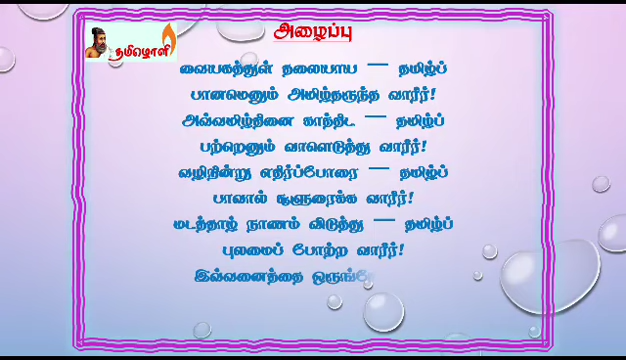 அழைப்பு
தமிழொளி
வையகத்துள் தலையாய — தமிழ்ப்
பானமெனும் அமிழ்தருந்த வாரீர்!
அவ்வமிழ்தினை காத்திட — தமிழ்ப்
பற்றெனும் வாளெடுத்து வாரீர்!
வழிநின்று எதிர்ப்போரை — தமிழ்ப்
பாவால் சூளுரைக்க வாரீர்!
மடத்தாழ் நாணம் விடுத்து — தமிழ்ப்
புலமைப் போற்ற வாரீர்!
இவ்வனைத்தை